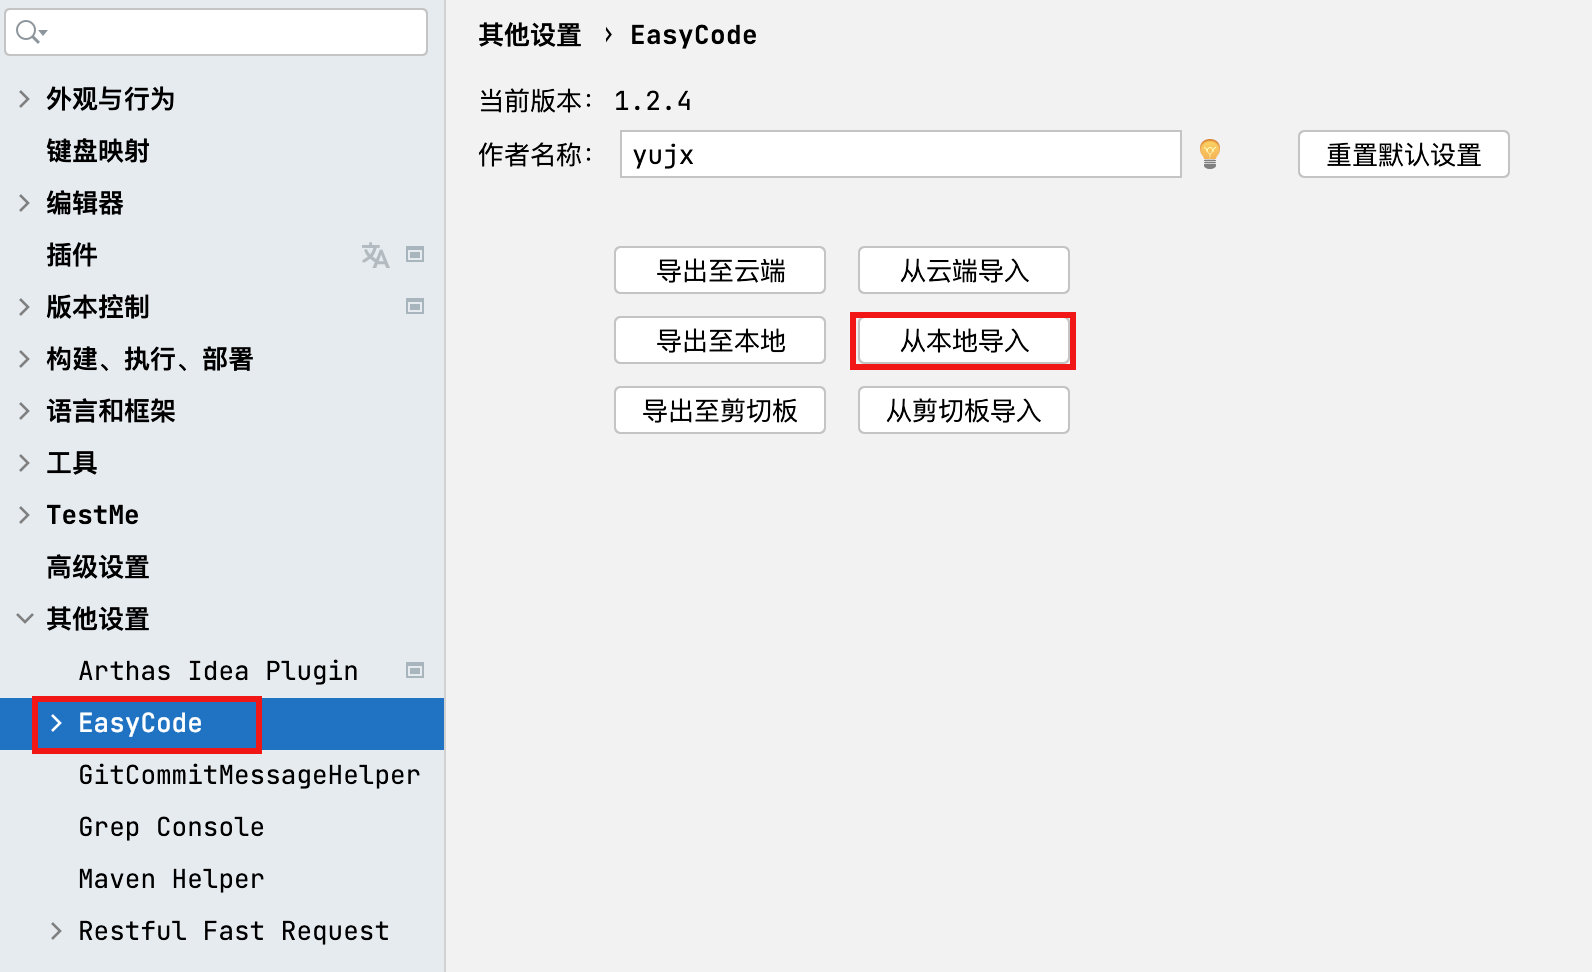 外观与行为
键盘映射
编辑器
插件
版本控制
构建、执行、部署
语言和框架
工具
TestMe
高级设置
其他设置
Arthas Idea Plugin
EasyCode
GitCommitMessageHelper
Grep Console
Maven Helper
Restful Fast Request
其他设置 › EasyCode
当前版本： 1.2.4
作者名称： yujx 重置默认设置
导出至云端 从云端导入
导出至本地 从本地导入
导出至剪切板 从剪切板导入